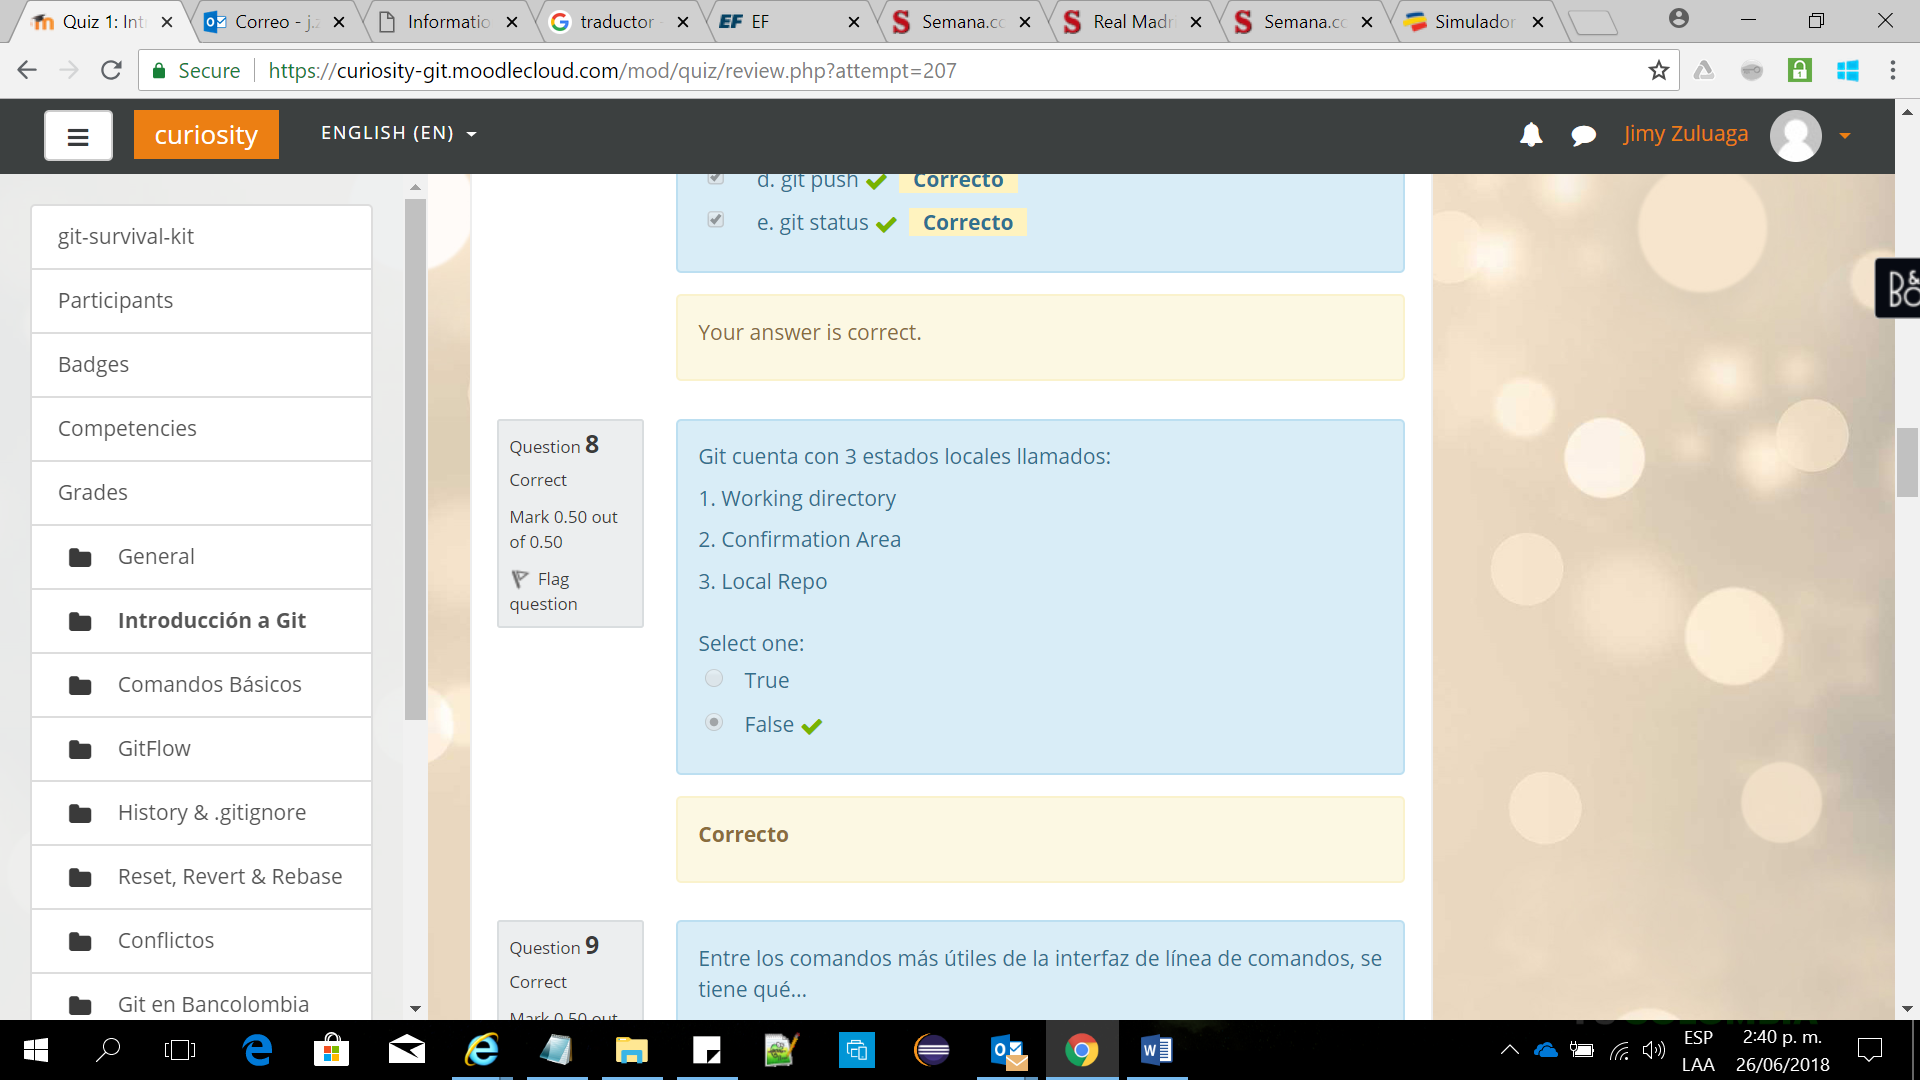 Quiz 1: Int
Correo - j.z
Informatio
traductor -
EF EF
Semana.co
Real Madr
Semana.co
Simulador
Secure
https://curiosity-git.moodlecloud.com/mod/quiz/review.php?attempt=207
curiosity
ENGLISH (EN)
Jimy Zuluaga
git-survival-kit
Participants
Badges
Competencies
Grades
General
Introducción a Git
Comandos Básicos
GitFlow
History & .gitignore
Reset, Revert & Rebase
Conflictos
Git en Bancolombia
d. git push Correcto
e. git status Correcto
Your answer is correct.
Question 8
Correct
Mark 0.50 out
of 0.50
Flag
question
Git cuenta con 3 estados locales llamados:
1. Working directory
2. Confirmation Area
3. Local Repo
Select one:
True
False
Correcto
Question 9
Correct
Mark 0.50 out
Entre los comandos más útiles de la interfaz de línea de comandos, se
tiene qué...
ESP
LAA
2:40 p. m.
26/06/2018